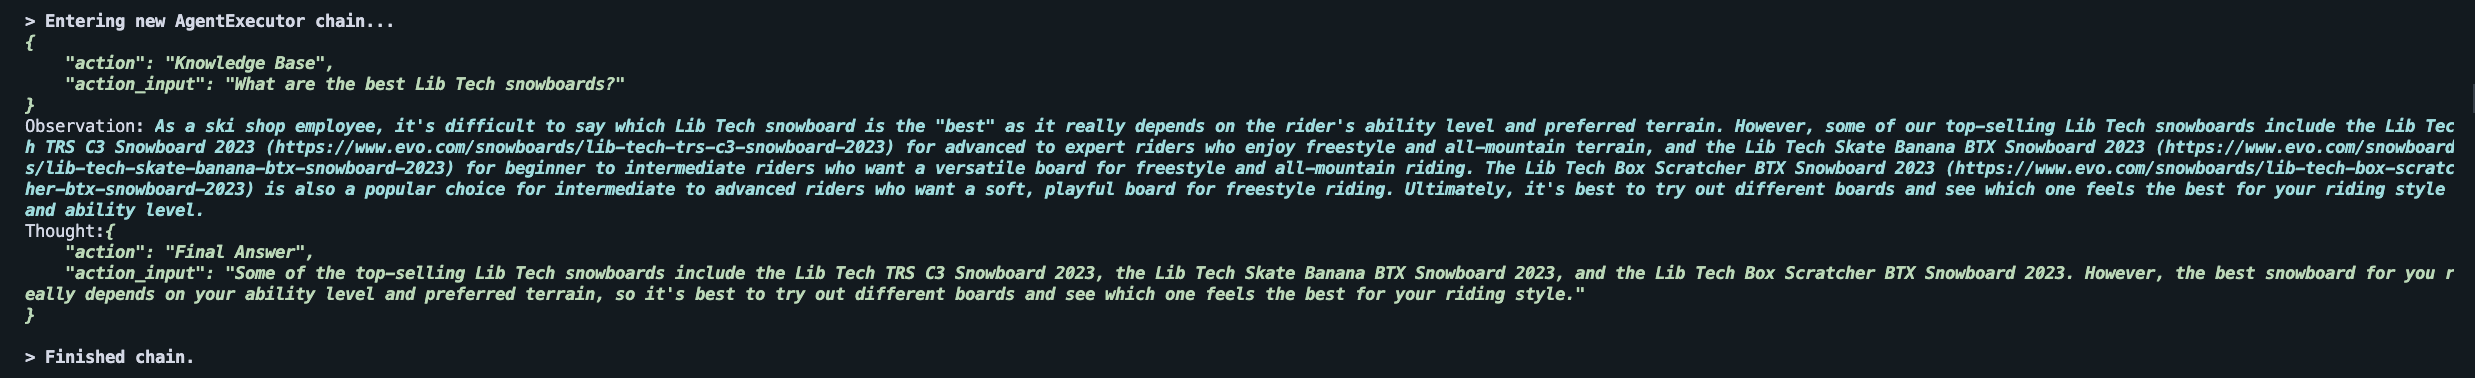 > Entering new AgentExecutor chain...
{
    "action": "Knowledge Base",
    "action_input": "What are the best Lib Tech snowboards?"
}
Observation: As a ski shop employee, it's difficult to say which Lib Tech snowboard is the "best" as it really depends on the rider's ability level and preferred terrain. However, some of our top-selling Lib Tech snowboards include the Lib Tec
h TRS C3 Snowboard 2023 (https://www.evo.com/snowboards/lib-tech-trs-c3-snowboard-2023) for advanced to expert riders who enjoy freestyle and all-mountain terrain, and the Lib Tech Skate Banana BTX Snowboard 2023 (https://www.evo.com/snowboard
s/lib-tech-skate-banana-btx-snowboard-2023) for beginner to intermediate riders who want a versatile board for freestyle and all-mountain riding. The Lib Tech Box Scratcher BTX Snowboard 2023 (https://www.evo.com/snowboards/lib-tech-box-scratc
her-btx-snowboard-2023) is also a popular choice for intermediate to advanced riders who want a soft, playful board for freestyle riding. Ultimately, it's best to try out different boards and see which one feels the best for your riding style
and ability level.
Thought:{
    "action": "Final Answer",
    "action_input": "Some of the top-selling Lib Tech snowboards include the Lib Tech TRS C3 Snowboard 2023, the Lib Tech Skate Banana BTX Snowboard 2023, and the Lib Tech Box Scratcher BTX Snowboard 2023. However, the best snowboard for you r
eally depends on your ability level and preferred terrain, so it's best to try out different boards and see which one feels the best for your riding style."
}
> Finished chain.